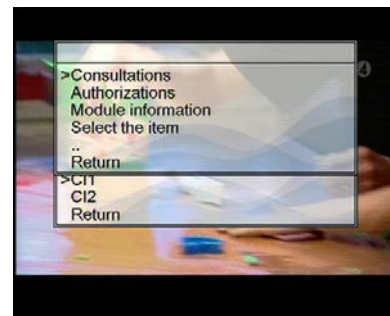 >Consultations
Authorizations
Module information
Select the item
..
Return
>CI1
CI2
Return